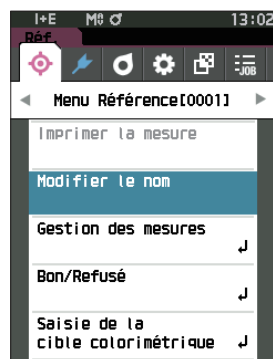 I+E M0 13:02
Réf.
JOB
Menu Référence[0001]
Imprimer la mesure
Modifier le nom
Gestion des mesures
Bon/Refusé
Saisie de la
cible colorimétrique